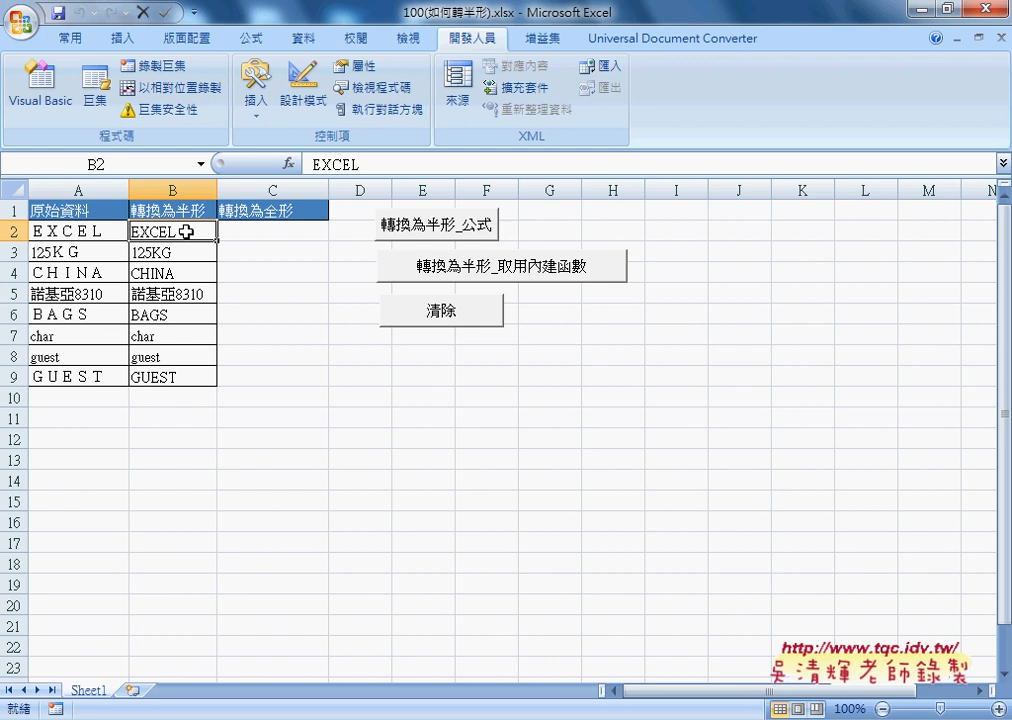 100(如何轉半形).xlsx - Microsoft Excel
常用 插入 版面配置 公式 資料 校閱 檢視 開發人員 增益集 Universal Document Converter
Visual Basic 巨集 錄製巨集 以相對位置錄製 巨集安全性 程式碼
插入 設計模式 屬性 檢視程式碼 執行對話方塊 控制項
來源 對應內容 擴充套件 重新整理資料 匯入 匯出 XML
B2 fx EXCEL
A B C D E F G H I J K L M N
1 原始資料 轉換為半形 轉換為全形
2 ＥＸＣＥＬ EXCEL
轉換為半形_公式
3 125ＫＧ 125KG
轉換為半形_取用內建函數
4 ＣＨＩＮＡ CHINA
5 諾基亞8310 諾基亞8310
清除
6 ＢＡＧＳ BAGS
7 char char
8 guest guest
9 ＧＵＥＳＴ GUEST
10
11
12
13
14
15
16
17
18
19
20
21
22
23
http://www.tqc.idv.tw/
吳清輝老師錄製
Sheet1
就緒 100%